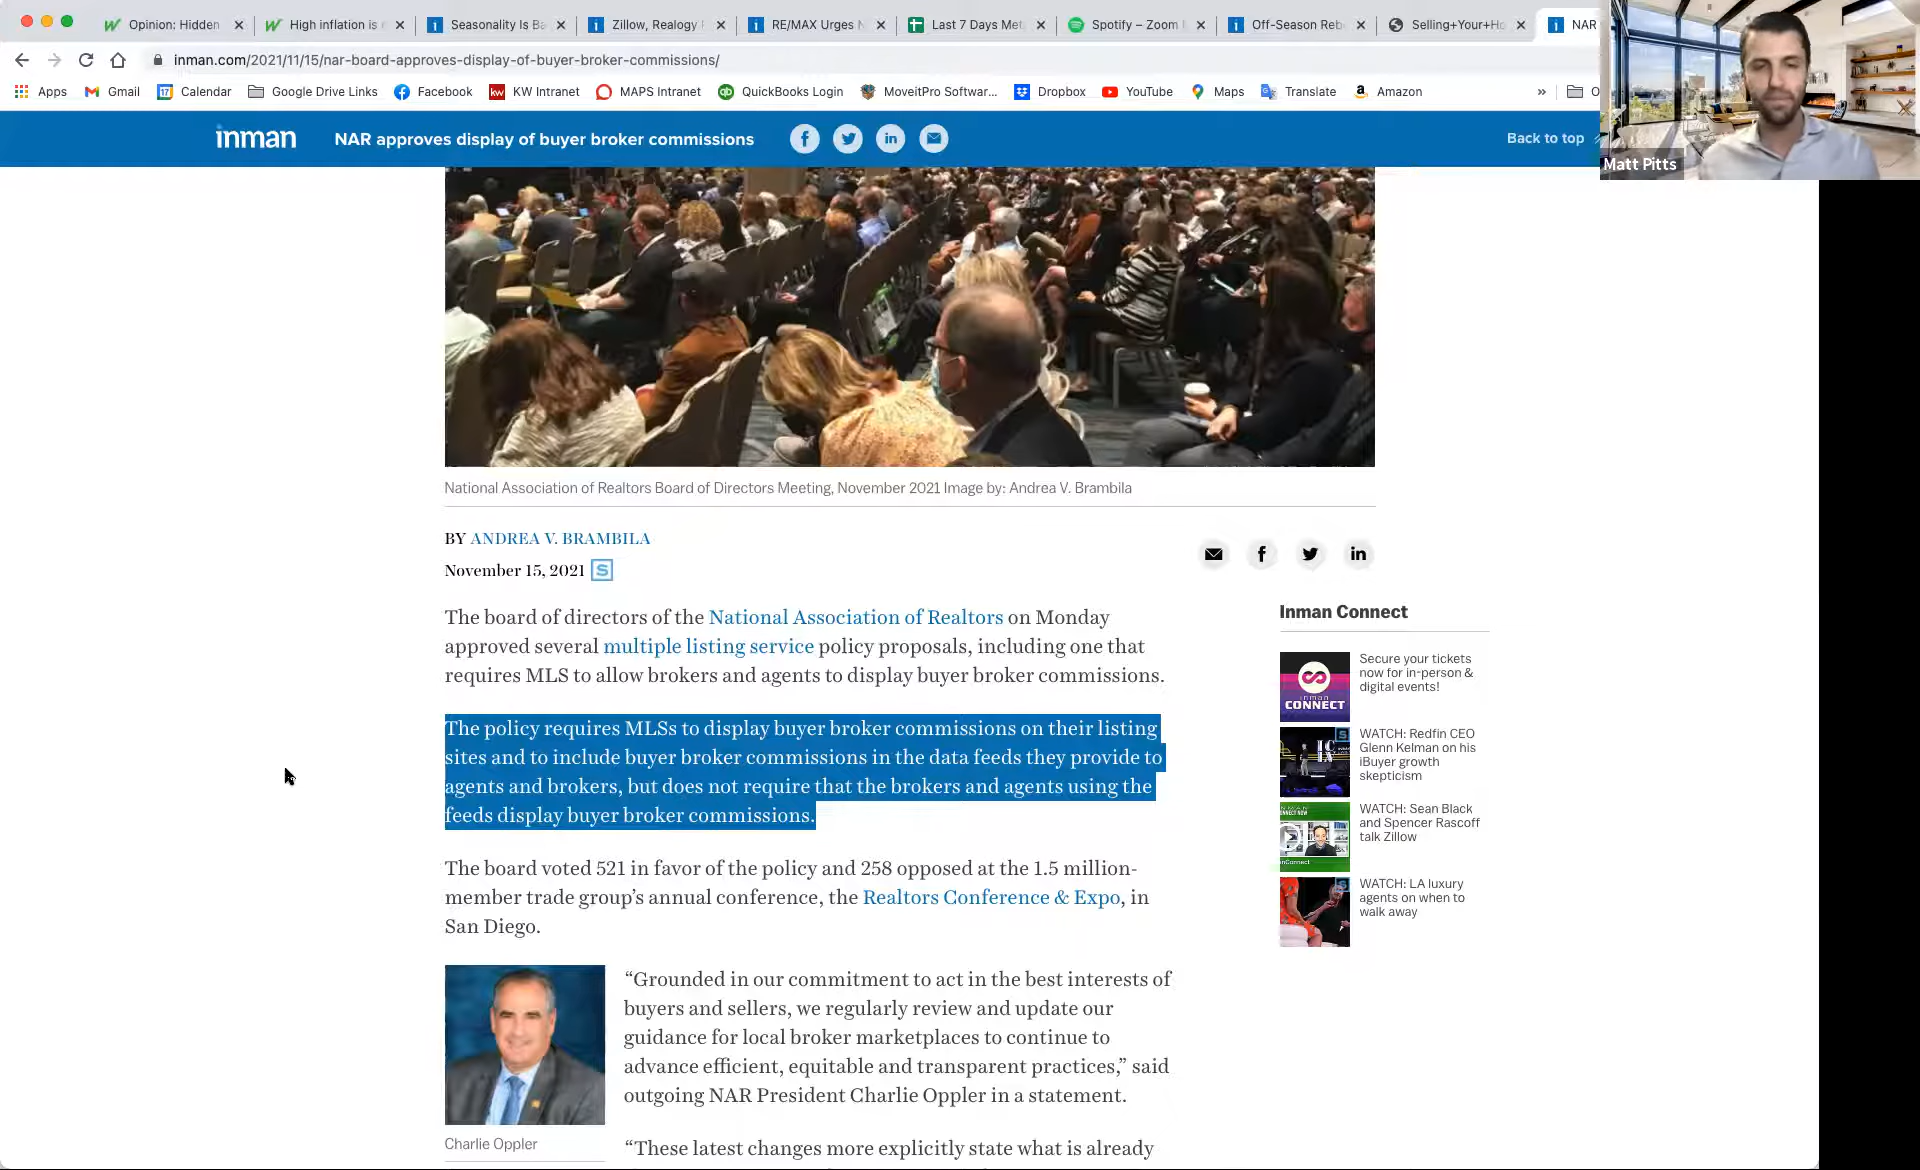 Opinion: Hidden
High inflation is
Seasonality Is Ba
Zillow, Realogy
RE/MAX Urges
Last 7 Days Met
Spotify – Zoom
Off-Season Reb
Selling+Your+Ho
NAR
inman.com/2021/11/15/nar-board-approves-display-of-buyer-broker-commissions/
Apps
Gmail
Calendar
Google Drive Links
Facebook
KW Intranet
MAPS Intranet
QuickBooks Login
MoveitPro Softwar...
Dropbox
YouTube
Maps
Translate
Amazon
»
inman
NAR approves display of buyer broker commissions
Back to top
Matt Pitts
National Association of Realtors Board of Directors Meeting, November 2021 Image by: Andrea V. Brambila
BY ANDREA V. BRAMBILA
November 15, 2021 S
The board of directors of the National Association of Realtors on Monday
approved several multiple listing service policy proposals, including one that
requires MLS to allow brokers and agents to display buyer broker commissions.
The policy requires MLSs to display buyer broker commissions on their listing
sites and to include buyer broker commissions in the data feeds they provide to
agents and brokers, but does not require that the brokers and agents using the
feeds display buyer broker commissions.
The board voted 521 in favor of the policy and 258 opposed at the 1.5 million-
member trade group’s annual conference, the Realtors Conference & Expo, in
San Diego.
“Grounded in our commitment to act in the best interests of
buyers and sellers, we regularly review and update our
guidance for local broker marketplaces to continue to
advance efficient, equitable and transparent practices,” said
outgoing NAR President Charlie Oppler in a statement.
Charlie Oppler
“These latest changes more explicitly state what is already
Inman Connect
inman
CONNECT
Secure your tickets
now for in-person &
digital events!
WATCH: Redfin CEO
Glenn Kelman on his
iBuyer growth
skepticism
WATCH: Sean Black
and Spencer Rascoff
talk Zillow
WATCH: LA luxury
agents on when to
walk away